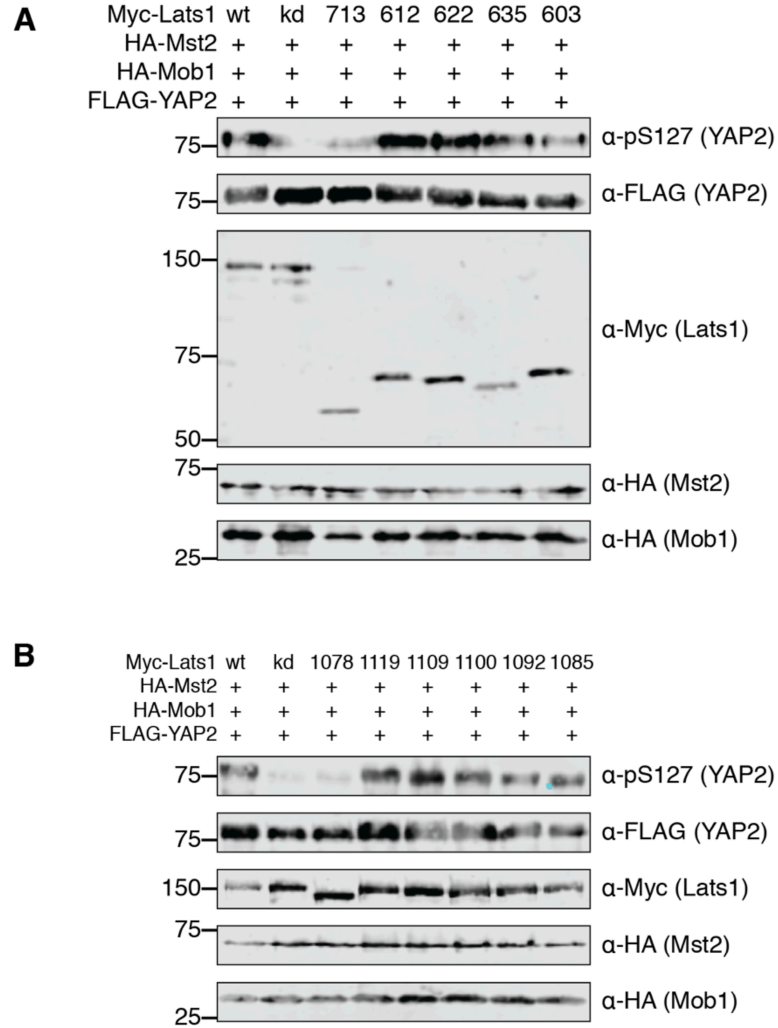 A
Myc-Lats1 wt kd 713 612 622 635 603
HA-Mst2 + + + + + + +
HA-Mob1 + + + + + + +
FLAG-YAP2 + + + + + + +
75 α-pS127 (YAP2)
75 α-FLAG (YAP2)
150
α-Myc (Lats1)
75
50
75
α-HA (Mst2)
α-HA (Mob1)
25
B
Myc-Lats1 wt kd 1078 1119 1109 1100 1092 1085
HA-Mst2 + + + + + + + +
HA-Mob1 + + + + + + + +
FLAG-YAP2 + + + + + + + +
75 α-pS127 (YAP2)
75 α-FLAG (YAP2)
150 α-Myc (Lats1)
75
α-HA (Mst2)
α-HA (Mob1)
25